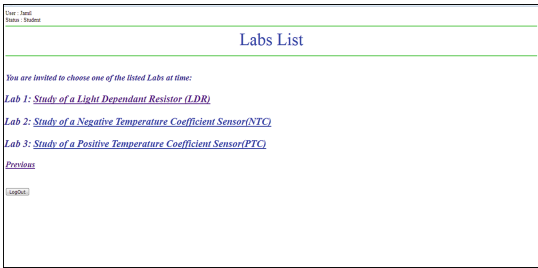 User : Jamil
Status : Student
Labs List
You are invited to choose one of the listed Labs at time:
Lab 1: Study of a Light Dependant Resistor (LDR)
Lab 2: Study of a Negative Temperature Coefficient Sensor(NTC)
Lab 3: Study of a Positive Temperature Coefficient Sensor(PTC)
Previous
LogOut